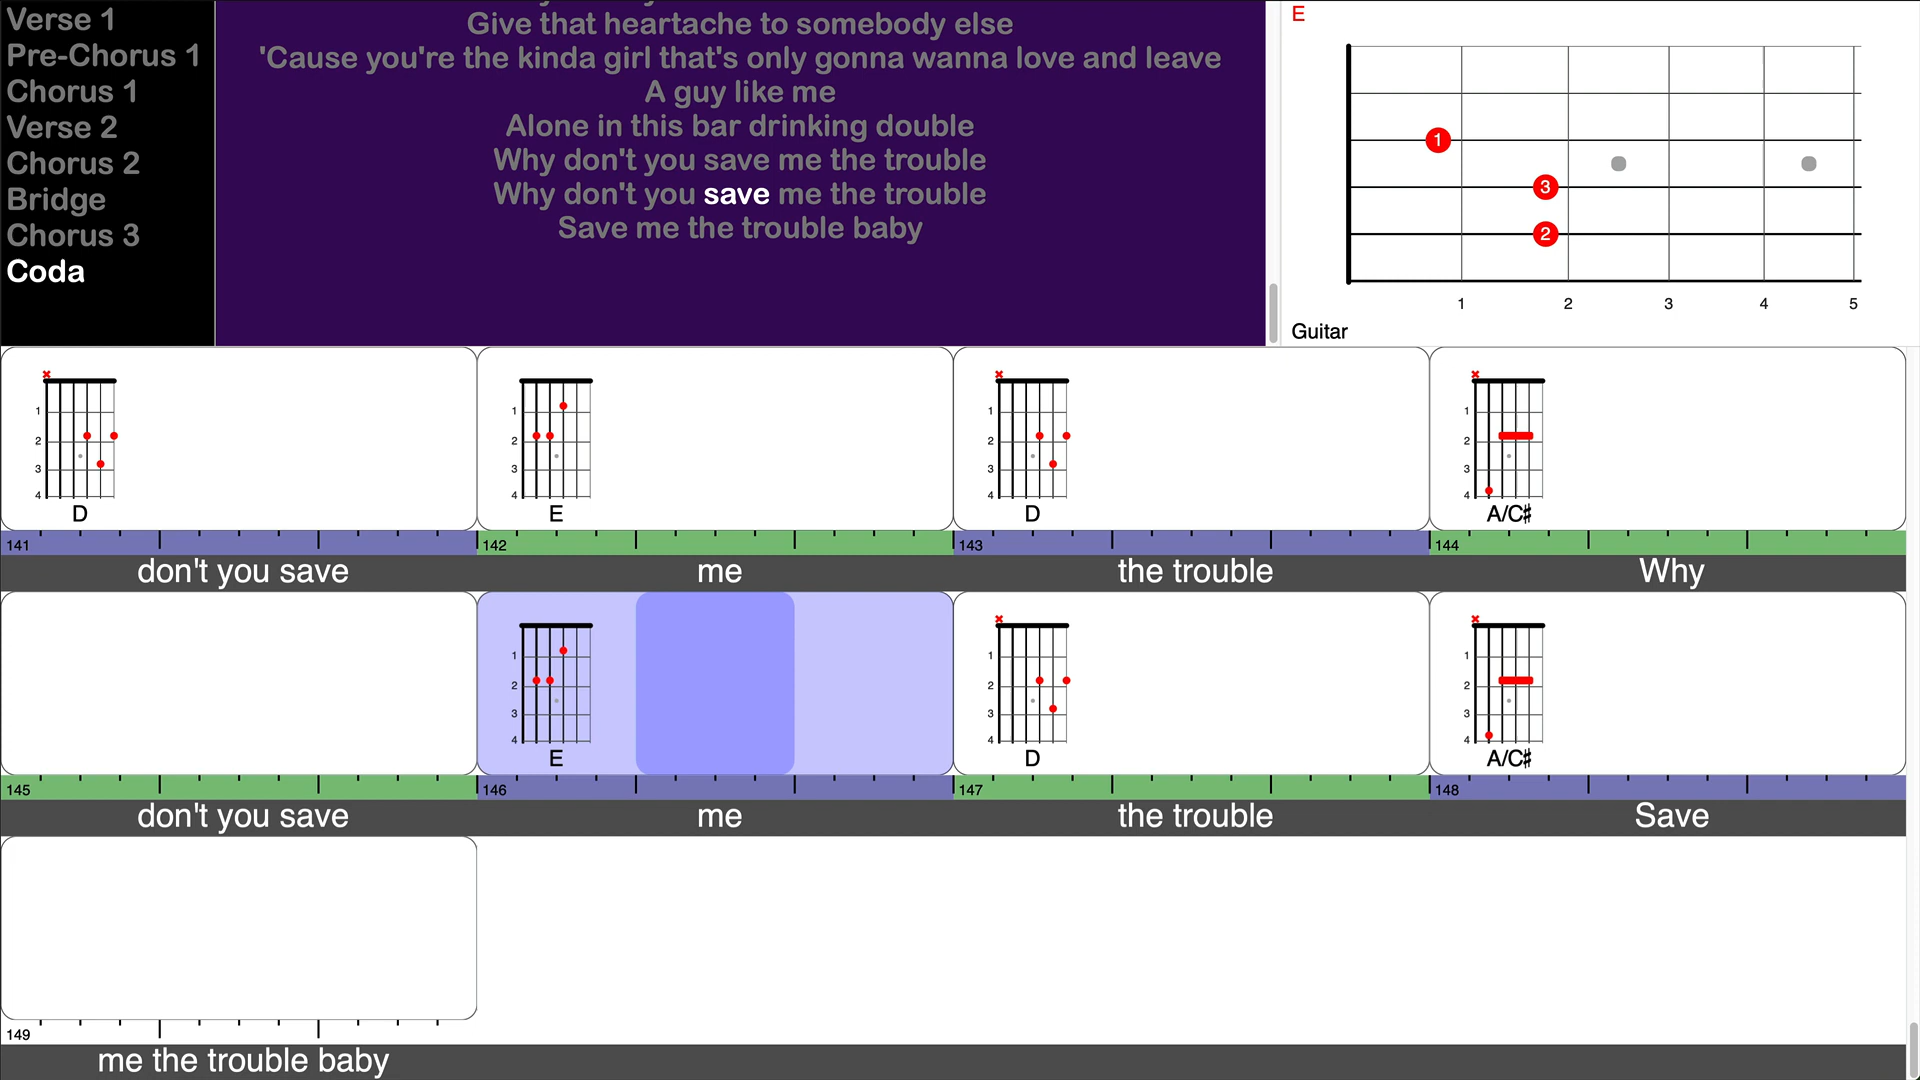 Verse 1
Pre-Chorus 1
Chorus 1
Verse 2
Chorus 2
Bridge
Chorus 3
Coda
Give that heartache to somebody else
'Cause you're the kinda girl that's only gonna wanna love and leave
A guy like me
Alone in this bar drinking double
Why don't you save me the trouble
Why don't you save me the trouble
Save me the trouble baby
E
1
3
2
1 2 3 4 5
Guitar
1 1 1 1
2 2 2 2
3 3 3 3
4 4 4 4
D E D A/C♯
141 142 143 144
don't you save me the trouble Why
1 1 1
2 2 2
3 3 3
4 4 4
E D A/C♯
145 146 147 148
don't you save me the trouble Save
149
me the trouble baby